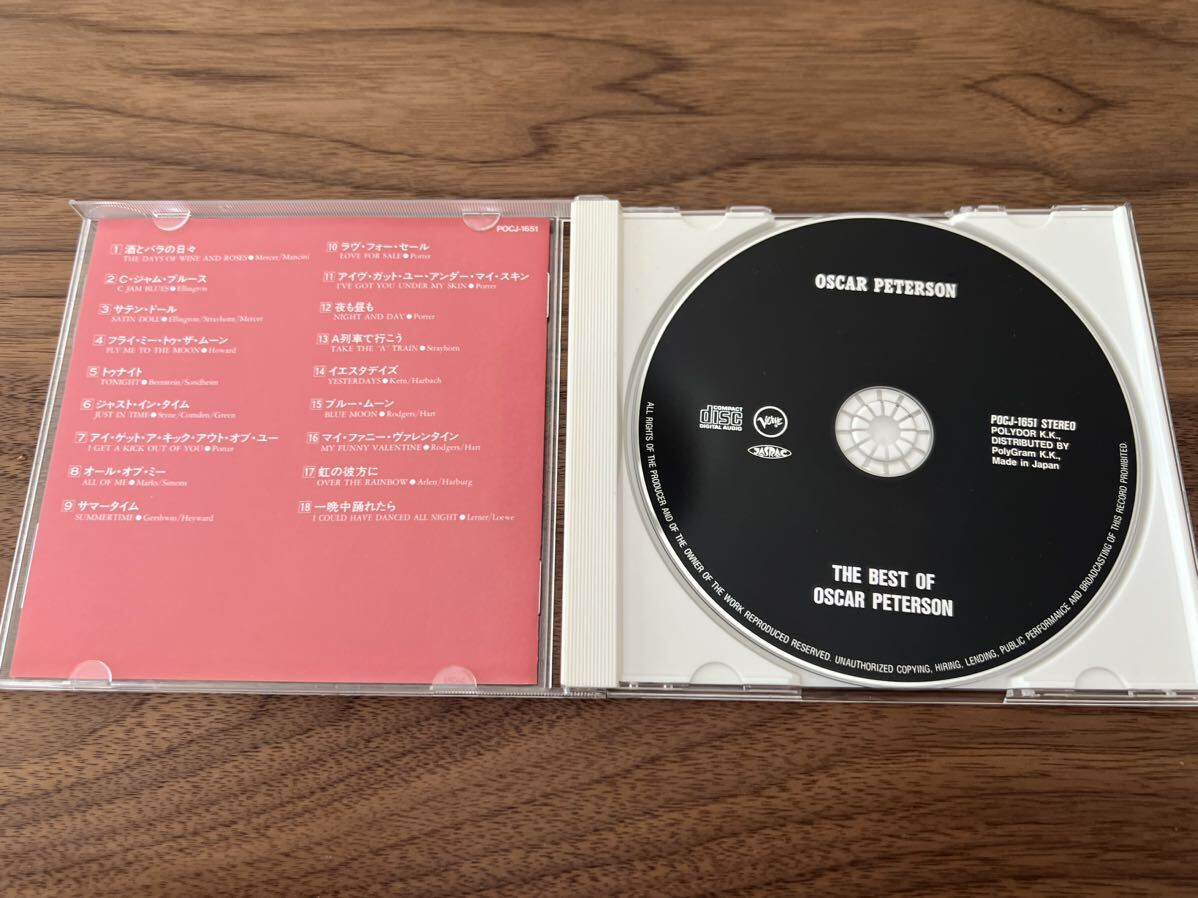 POCJ-1651
1 酒とバラの日々
THE DAYS OF WINE AND ROSES●Mercer/Mancini
2 C・ジャム・ブルース
C JAM BLUES●Ellington
3 サテン・ドール
SATIN DOLL●Ellington/Strayhorn/Mercer
4 フライ・ミー・トゥ・ザ・ムーン
FLY ME TO THE MOON●Howard
5 トゥナイト
TONIGHT●Bernstein/Sondheim
6 ジャスト・イン・タイム
JUST IN TIME●Styne/Comden/Green
7 アイ・ゲット・ア・キック・アウト・オブ・ユー
I GET A KICK OUT OF YOU●Porter
8 オール・オブ・ミー
ALL OF ME●Marks/Simons
9 サマータイム
SUMMERTIME●Gershwin/Heyward
10 ラヴ・フォー・セール
LOVE FOR SALE●Porter
11 アイヴ・ガット・ユー・アンダー・マイ・スキン
I'VE GOT YOU UNDER MY SKIN●Porter
12 夜も昼も
NIGHT AND DAY●Porter
13 A列車で行こう
TAKE THE "A" TRAIN●Strayhorn
14 イエスタデイズ
YESTERDAYS●Kern/Harbach
15 ブルー・ムーン
BLUE MOON●Rodgers/Hart
16 マイ・ファニー・ヴァレンタイン
MY FUNNY VALENTINE●Rodgers/Hart
17 虹の彼方に
OVER THE RAINBOW●Arlen/Harburg
18 一晩中踊れたら
I COULD HAVE DANCED ALL NIGHT●Lerner/Loewe
OSCAR PETERSON
COMPACT
disc
DIGITAL AUDIO
Verve
JASRAC
POCJ-1651 STEREO
POLYDOR K.K.,
DISTRIBUTED BY
PolyGram K.K.,
Made in Japan
THE BEST OF
OSCAR PETERSON
ALL RIGHTS OF THE PRODUCER AND OF THE OWNER OF THE WORK REPRODUCED RESERVED. UNAUTHORIZED COPYING, HIRING, LENDING, PUBLIC PERFORMANCE AND BROADCASTING OF THIS RECORD PROHIBITED.